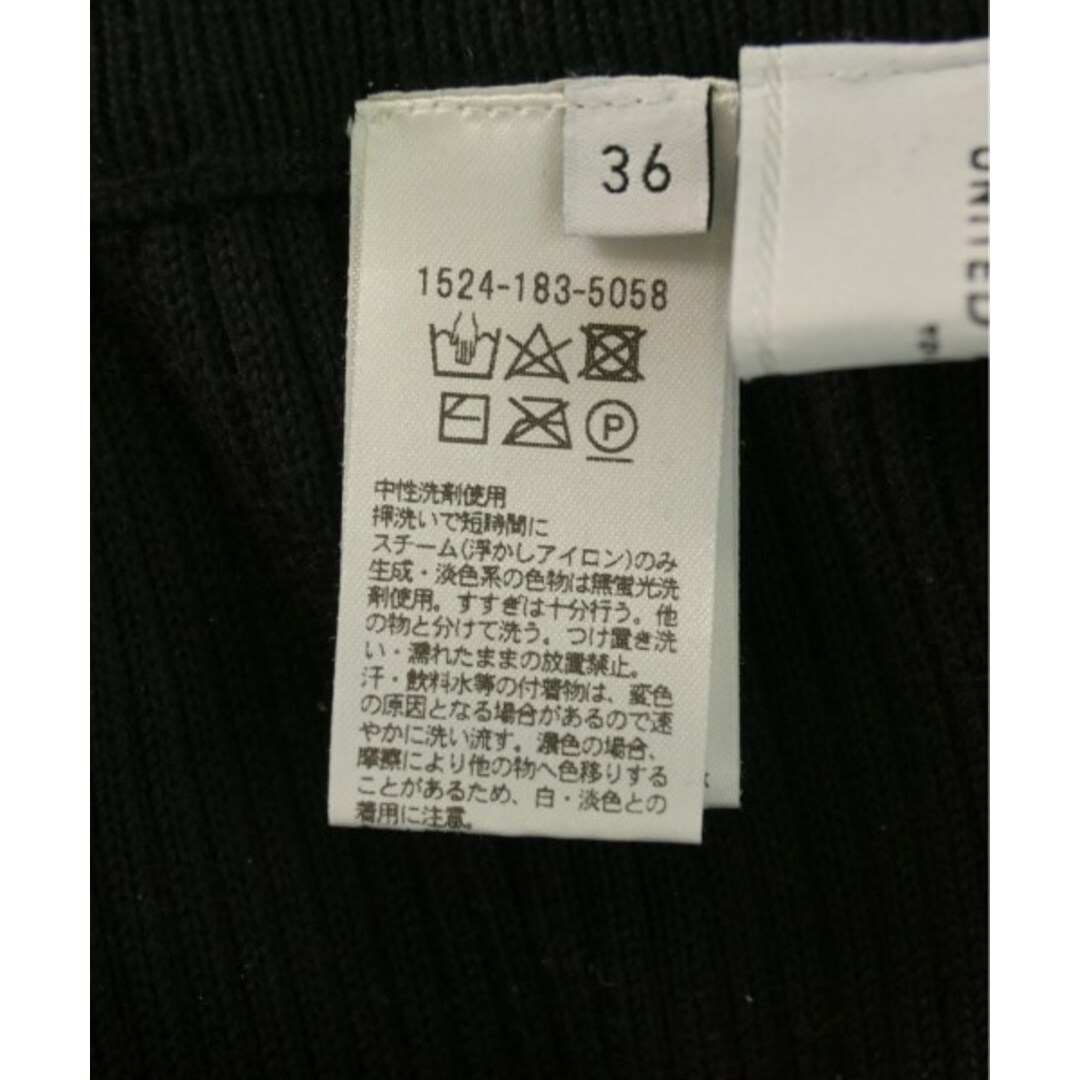 36
1524-183-5058
P
中性洗剤使用
押洗いで短時間に
スチーム(浮かしアイロン)のみ
生成・淡色系の色物は無蛍光洗
剤使用。すすぎは十分行う。他
の物と分けて洗う。つけ置き洗
い・濡れたままの放置禁止。
汗・飲料水等の付着物は、変色
の原因となる場合があるので速
やかに洗い流す。濃色の場合、
摩擦により他の物へ色移りする
ことがあるため、白・淡色との
着用に注意。
UNITED